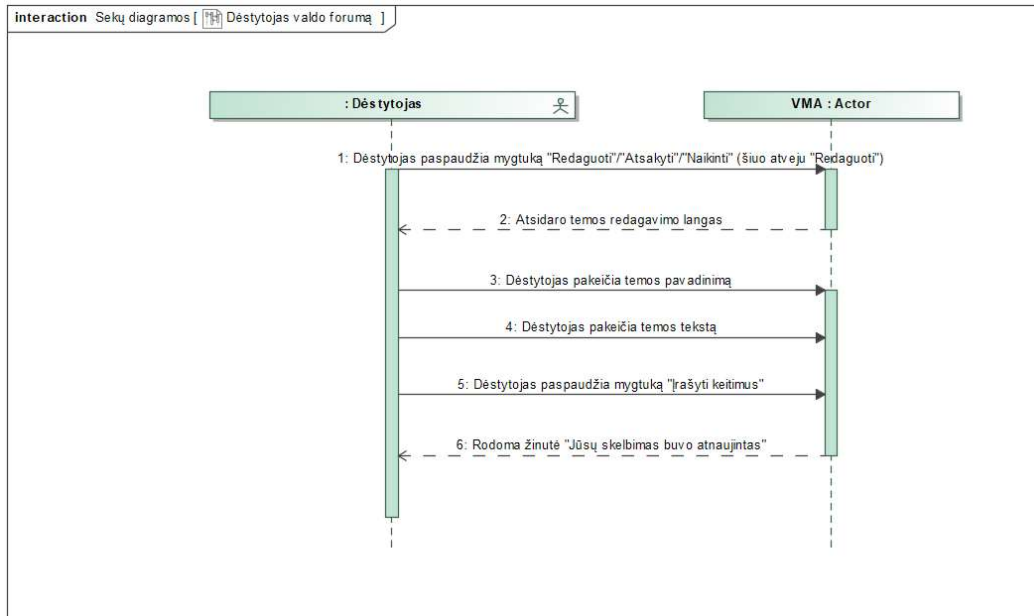 interaction Sekų diagramos [ Dėstytojas valdo forumą ]
: Dėstytojas
VMA : Actor
1: Dėstytojas paspaudžia mygtuką "Redaguoti"/"Atsakyti"/"Naikinti" (šiuo atveju "Redaguoti")
2: Atsidaro temos redagavimo langas
3: Dėstytojas pakeičia temos pavadinimą
4: Dėstytojas pakeičia temos tekstą
5: Dėstytojas paspaudžia mygtuką "Įrašyti keitimus"
6: Rodoma žinutė "Jūsų skelbimas buvo atnaujintas"